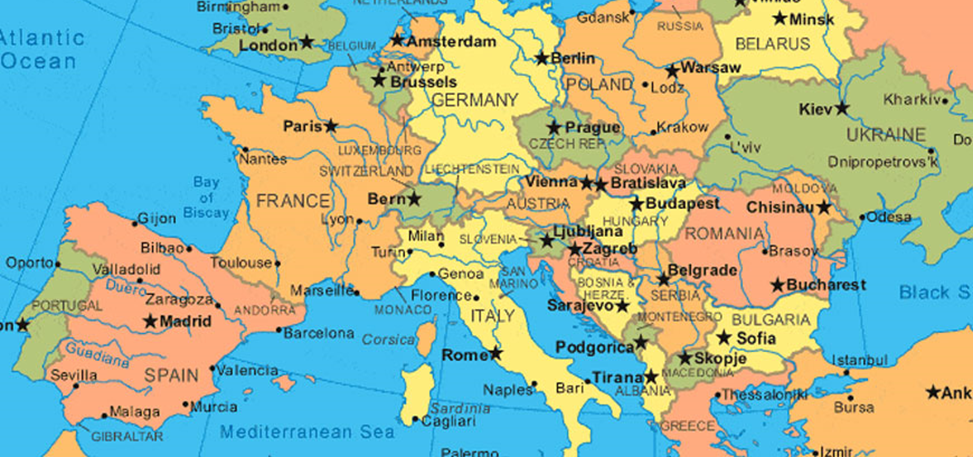 NETHERLANDS
Vilnius
Birmingham
Gdansk
Minsk
RUSSIA
Atlantic
Ocean
Bristol
London
BELGIUM
Amsterdam
BELARUS
Berlin
Antwerp
Brussels
Warsaw
POLAND
Lodz
GERMANY
Kiev
Kharkiv
Paris
Prague
Krakow
UKRAINE
Do
CZECH REP.
L'viv
Nantes
LUXEMBOURG
Dnipropetrovs'k
SWITZERLAND
LIECHTENSTEIN
SLOVAKIA
Vienna
Bratislava
MOLDOVA
Bay
of
Biscay
FRANCE
Bern
AUSTRIA
Budapest
Chisinau
Gijon
Lyon
HUNGARY
Odesa
Milan
SLOVENIA
Ljubljana
ROMANIA
Bilbao
Turin
Zagreb
Brasov
Oporto
Toulouse
CROATIA
Valladolid
Genoa
SAN
MARINO
Belgrade
Duero
Marseille
BOSNIA &
HERZE.
Bucharest
Black S
Zaragoza
Florence
SERBIA
PORTUGAL
ANDORRA
MONACO
Sarajevo
ITALY
MONTENEGRO
BULGARIA
on
Madrid
Barcelona
Corsica
Sofia
Podgorica
Guadiana
Rome
Skopje
Istanbul
Valencia
Tirana
MACEDONIA
Sevilla
SPAIN
Naples
Bari
ALBANIA
Ank
Thessaloniki
Bursa
Malaga
Murcia
Sardinia
Cagliari
GREECE
GIBRALTAR
Mediterranean Sea
Palermo
Izmir